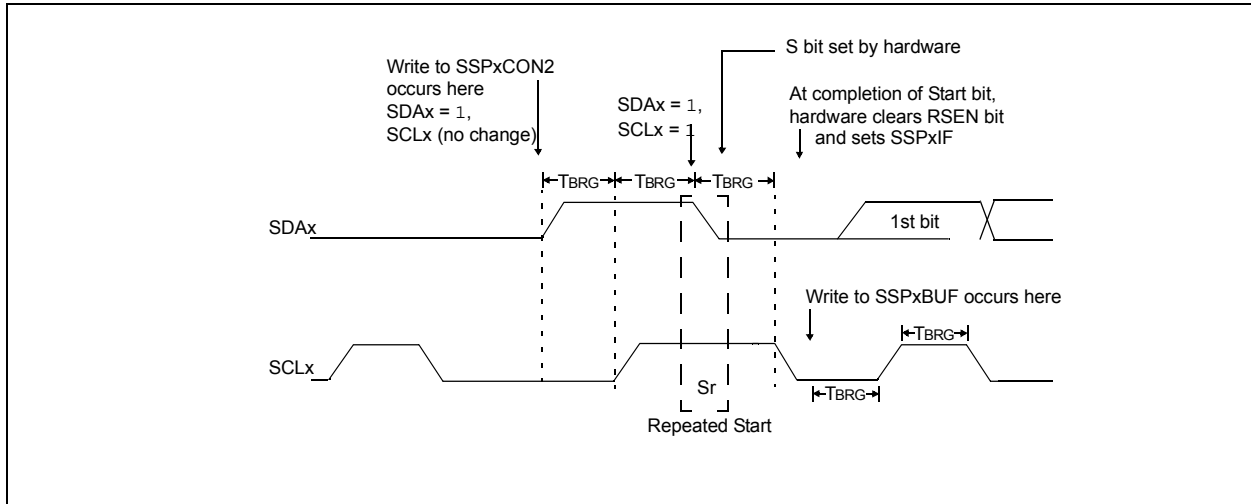 S bit set by hardware
Write to SSPxCON2
occurs here
SDAx = 1,
SCLx (no change)
SDAx = 1,
SCLx = 1
At completion of Start bit,
hardware clears RSEN bit
and sets SSPxIF
TBRG TBRG TBRG
SDAx
1st bit
Write to SSPxBUF occurs here
TBRG
SCLx
Sr
TBRG
Repeated Start